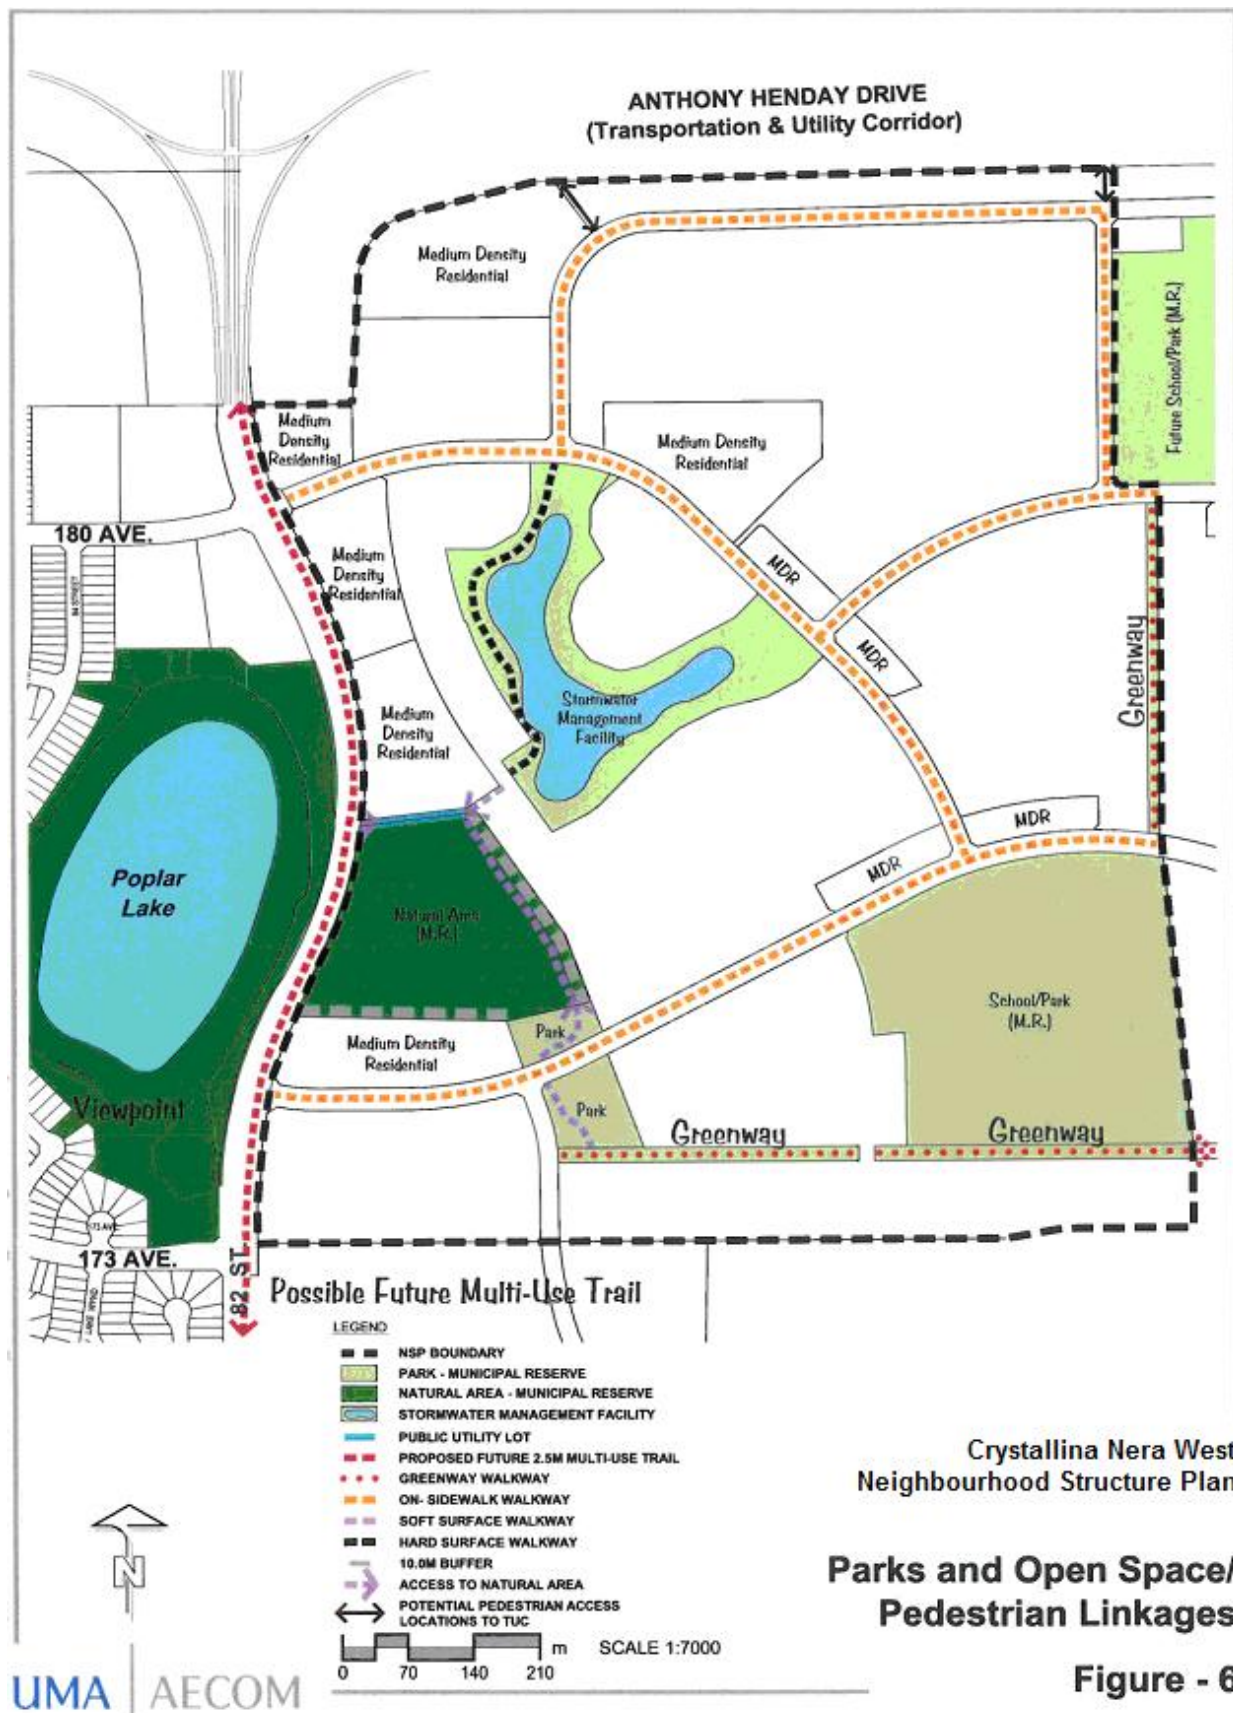 ANTHONY HENDAY DRIVE
(Transportation & Utility Corridor)
Medium Density
Residential
Future School/Park (M.R.)
Medium
Density
Residential
Medium Density
Residential
180 AVE.
84 STREET
Medium
Density
Residential
MDR
MDR
Greenway
Stormwater
Management
Facility
Medium
Density
Residential
MDR
MDR
Poplar
Lake
Natural Area
(M.R.)
School/Park
(M.R.)
Park
Medium Density
Residential
Park
Viewpoint
Greenway
Greenway
173 AVE.
173 AVE.
82 ST.
Possible Future Multi-Use Trail
LEGEND
NSP BOUNDARY
PARK - MUNICIPAL RESERVE
NATURAL AREA - MUNICIPAL RESERVE
STORMWATER MANAGEMENT FACILITY
PUBLIC UTILITY LOT
PROPOSED FUTURE 2.5M MULTI-USE TRAIL
GREENWAY WALKWAY
ON- SIDEWALK WALKWAY
SOFT SURFACE WALKWAY
HARD SURFACE WALKWAY
10.0M BUFFER
ACCESS TO NATURAL AREA
POTENTIAL PEDESTRIAN ACCESS
LOCATIONS TO TUC
m SCALE 1:7000
0 70 140 210
N
Crystallina Nera West
Neighbourhood Structure Plan
Parks and Open Space/
Pedestrian Linkages
Figure - 6
UMA AECOM